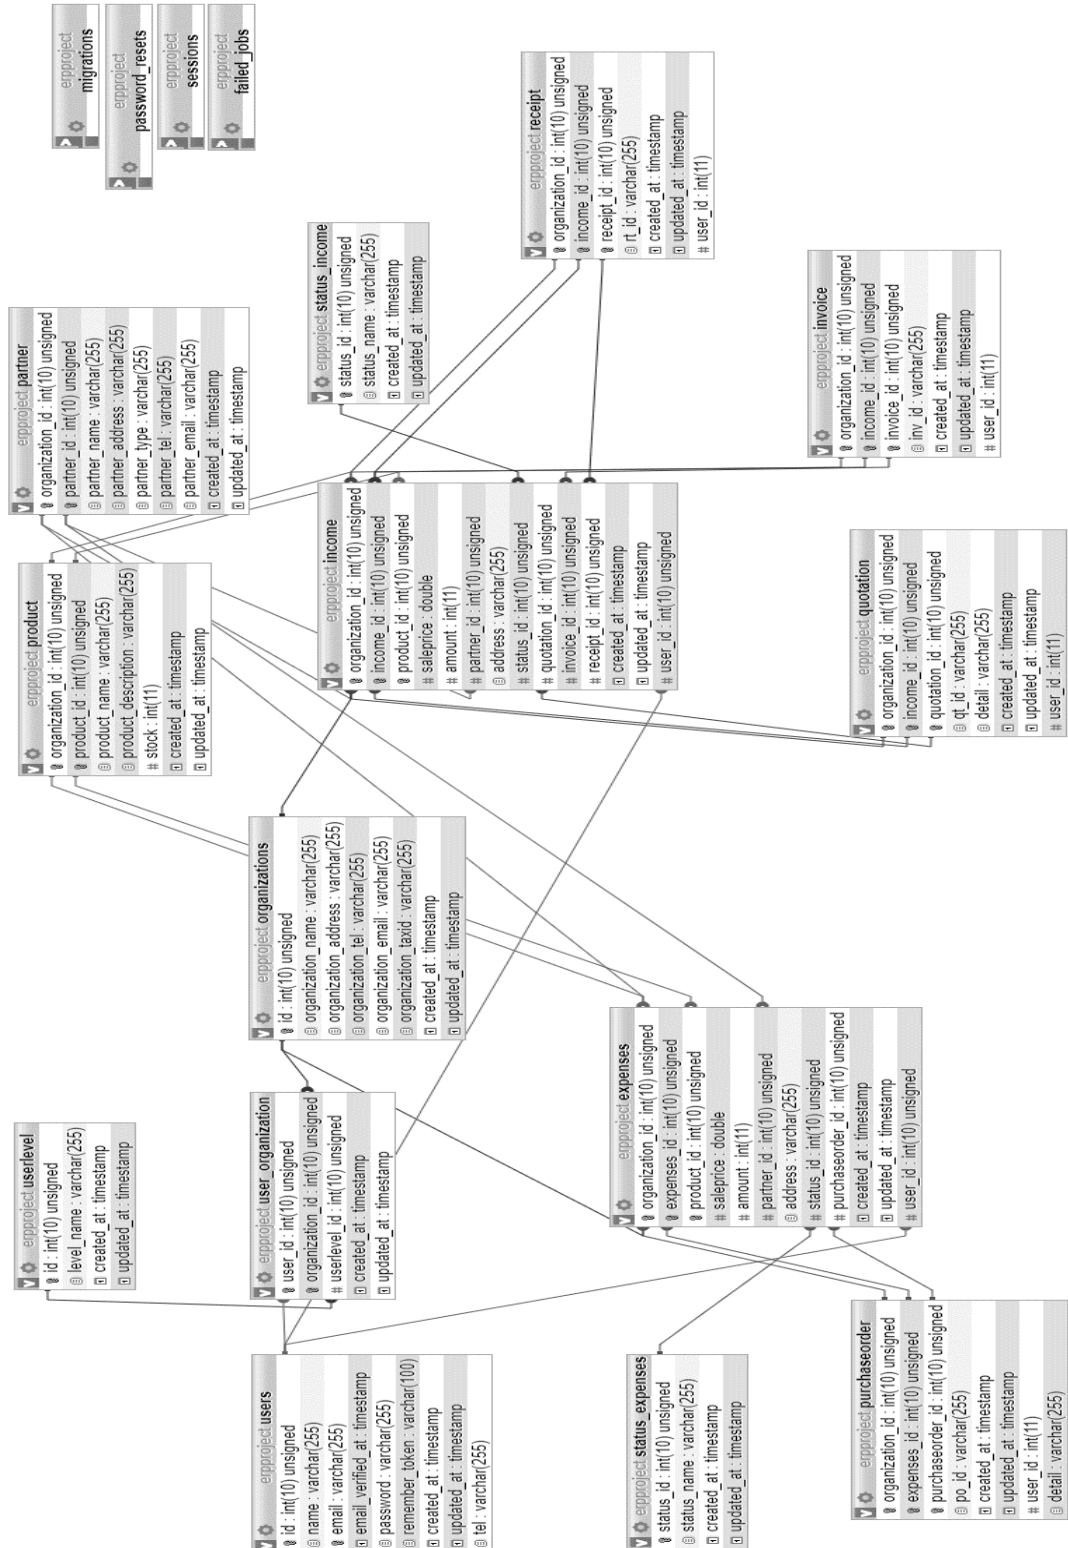 erpproject users
id : int(10) unsigned
name : varchar(255)
email : varchar(255)
email_verified_at : timestamp
password : varchar(255)
remember_token : varchar(100)
created_at : timestamp
updated_at : timestamp
tel : varchar(255)
erpproject status_expenses
status_id : int(10) unsigned
status_name : varchar(255)
created_at : timestamp
updated_at : timestamp
erpproject purchaseorder
organization_id : int(10) unsigned
expenses_id : int(10) unsigned
purchaseorder_id : int(10) unsigned
po_id : varchar(255)
created_at : timestamp
updated_at : timestamp
# user_id : int(11)
detail : varchar(255)
erpproject userlevel
id : int(10) unsigned
level_name : varchar(255)
created_at : timestamp
updated_at : timestamp
erpproject user_organization
user_id : int(10) unsigned
organization_id : int(10) unsigned
# userlevel_id : int(10) unsigned
created_at : timestamp
updated_at : timestamp
erpproject expenses
organization_id : int(10) unsigned
expenses_id : int(10) unsigned
product_id : int(10) unsigned
# saleprice : double
# amount : int(11)
# partner_id : int(10) unsigned
address : varchar(255)
# status_id : int(10) unsigned
# purchaseorder_id : int(10) unsigned
created_at : timestamp
updated_at : timestamp
# user_id : int(10) unsigned
erpproject organizations
id : int(10) unsigned
organization_name : varchar(255)
organization_address : varchar(255)
organization_tel : varchar(255)
organization_email : varchar(255)
organization_taxid : varchar(255)
created_at : timestamp
updated_at : timestamp
erpproject product
organization_id : int(10) unsigned
product_id : int(10) unsigned
product_name : varchar(255)
product_description : varchar(255)
# stock : int(11)
created_at : timestamp
updated_at : timestamp
erpproject income
organization_id : int(10) unsigned
income_id : int(10) unsigned
product_id : int(10) unsigned
# saleprice : double
# amount : int(11)
# partner_id : int(10) unsigned
address : varchar(255)
# status_id : int(10) unsigned
# quotation_id : int(10) unsigned
# invoice_id : int(10) unsigned
# receipt_id : int(10) unsigned
created_at : timestamp
updated_at : timestamp
# user_id : int(10) unsigned
erpproject quotation
organization_id : int(10) unsigned
income_id : int(10) unsigned
quotation_id : int(10) unsigned
qt_id : varchar(255)
detail : varchar(255)
created_at : timestamp
updated_at : timestamp
# user_id : int(11)
erpproject partner
organization_id : int(10) unsigned
partner_id : int(10) unsigned
partner_name : varchar(255)
partner_address : varchar(255)
partner_type : varchar(255)
partner_tel : varchar(255)
partner_email : varchar(255)
created_at : timestamp
updated_at : timestamp
erpproject status_income
status_id : int(10) unsigned
status_name : varchar(255)
created_at : timestamp
updated_at : timestamp
erpproject invoice
organization_id : int(10) unsigned
income_id : int(10) unsigned
invoice_id : int(10) unsigned
inv_id : varchar(255)
created_at : timestamp
updated_at : timestamp
# user_id : int(11)
erpproject receipt
organization_id : int(10) unsigned
income_id : int(10) unsigned
receipt_id : int(10) unsigned
rt_id : varchar(255)
created_at : timestamp
updated_at : timestamp
# user_id : int(11)
erpproject
migrations
erpproject
password_resets
erpproject
sessions
erpproject
failed_jobs